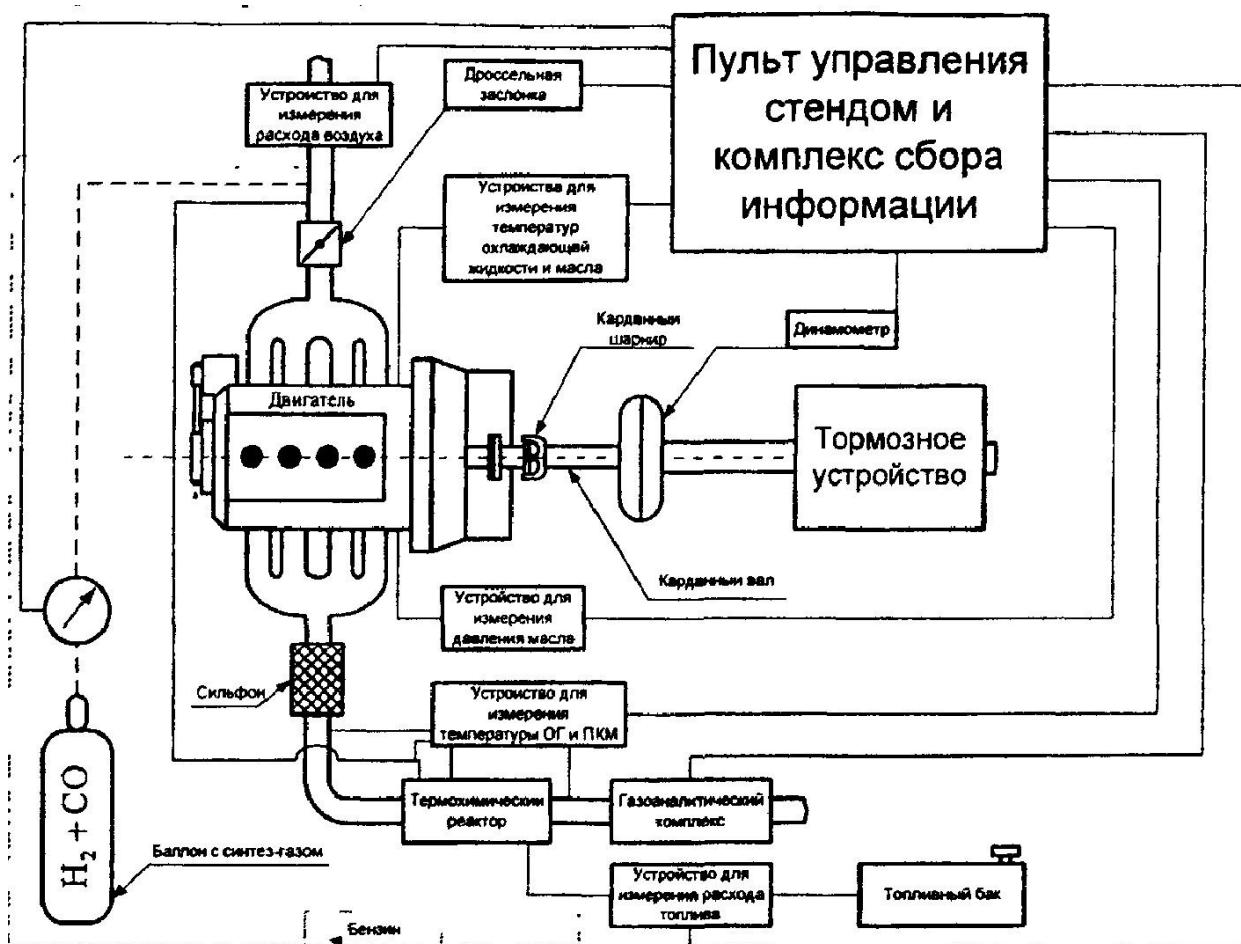 Пульт управления
стендом и
комплекс сбора
информации
Устройство для
измерения
расхода воздуха
Дроссельная
заслонка
Устройства для
измерения
температур
охлаждающей
жидкости и масла
Карданный
шарнир
Динамометр
Двигатель
Тормозное
устройство
Карданный вал
Устройство для
измерения
давления масла
Сильфон
Устройство для
измерения
температуры ОГ и ПКМ
Термохимический
реактор
Газоаналитический
комплекс
H₂ + CO
Баллон с синтез-газом
Устройство для
измерения расхода
топлива
Топливный бак
Бензин